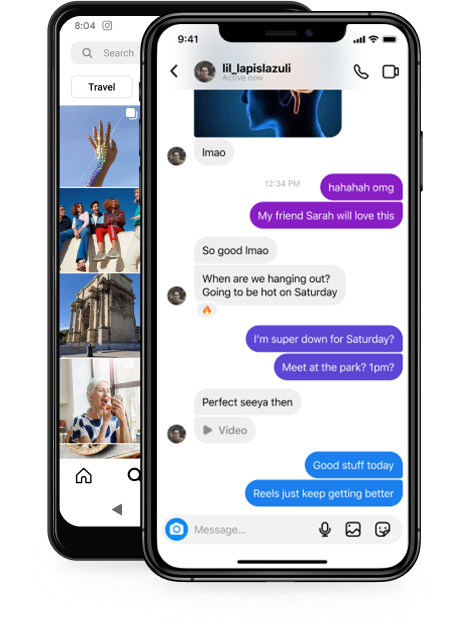 8:04
Search
Travel
9:41
lil_lapislazuli
Active now
lmao
12:34 PM
hahahah omg
My friend Sarah will love this
So good lmao
When are we hanging out?
Going to be hot on Saturday
I'm super down for Saturday?
Meet at the park? 1pm?
Perfect seeya then
Video
Good stuff today
Reels just keep getting better
Message...